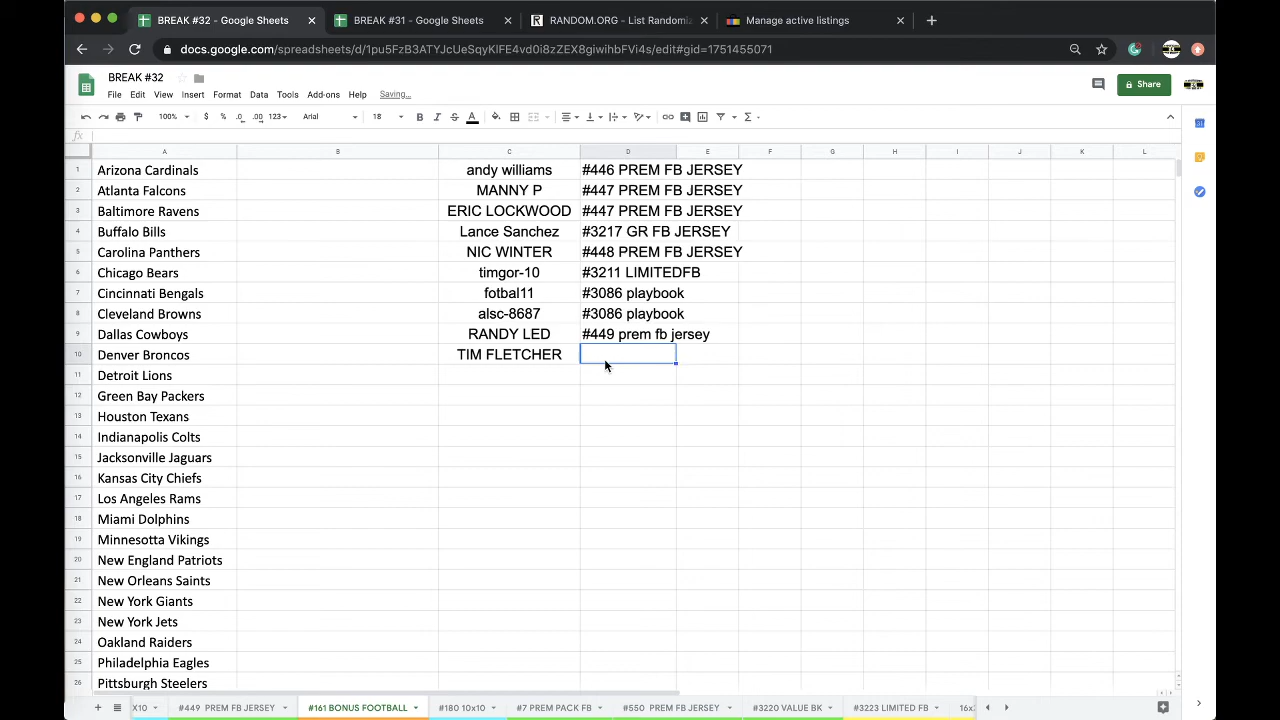 BREAK #32 - Google Sheets
BREAK #31 - Google Sheets
RANDOM.ORG - List Randomiz
Manage active listings
docs.google.com/spreadsheets/d/1pu5FzB3ATYJcUeSqyKlFE4vd0i8zZEX8giwihbFVi4s/edit#gid=1751455071
BREAK #32
File Edit View Insert Format Data Tools Add-ons Help Saving...
Share
100% $ % .0 .00 123 Arial 18 B I S A
fx
A B C D E F G H I J K L
1 Arizona Cardinals andy williams #446 PREM FB JERSEY
2 Atlanta Falcons MANNY P #447 PREM FB JERSEY
3 Baltimore Ravens ERIC LOCKWOOD #447 PREM FB JERSEY
4 Buffalo Bills Lance Sanchez #3217 GR FB JERSEY
5 Carolina Panthers NIC WINTER #448 PREM FB JERSEY
6 Chicago Bears timgor-10 #3211 LIMITEDFB
7 Cincinnati Bengals fotbal11 #3086 playbook
8 Cleveland Browns alsc-8687 #3086 playbook
9 Dallas Cowboys RANDY LED #449 prem fb jersey
10 Denver Broncos TIM FLETCHER
11 Detroit Lions
12 Green Bay Packers
13 Houston Texans
14 Indianapolis Colts
15 Jacksonville Jaguars
16 Kansas City Chiefs
17 Los Angeles Rams
18 Miami Dolphins
19 Minnesota Vikings
20 New England Patriots
21 New Orleans Saints
22 New York Giants
23 New York Jets
24 Oakland Raiders
25 Philadelphia Eagles
26 Pittsburgh Steelers
X10 #449 PREM FB JERSEY #161 BONUS FOOTBALL #180 10x10 #7 PREM PACK FB #550 PREM FB JERSEY #3220 VALUE BK #3223 LIMITED FB 16x